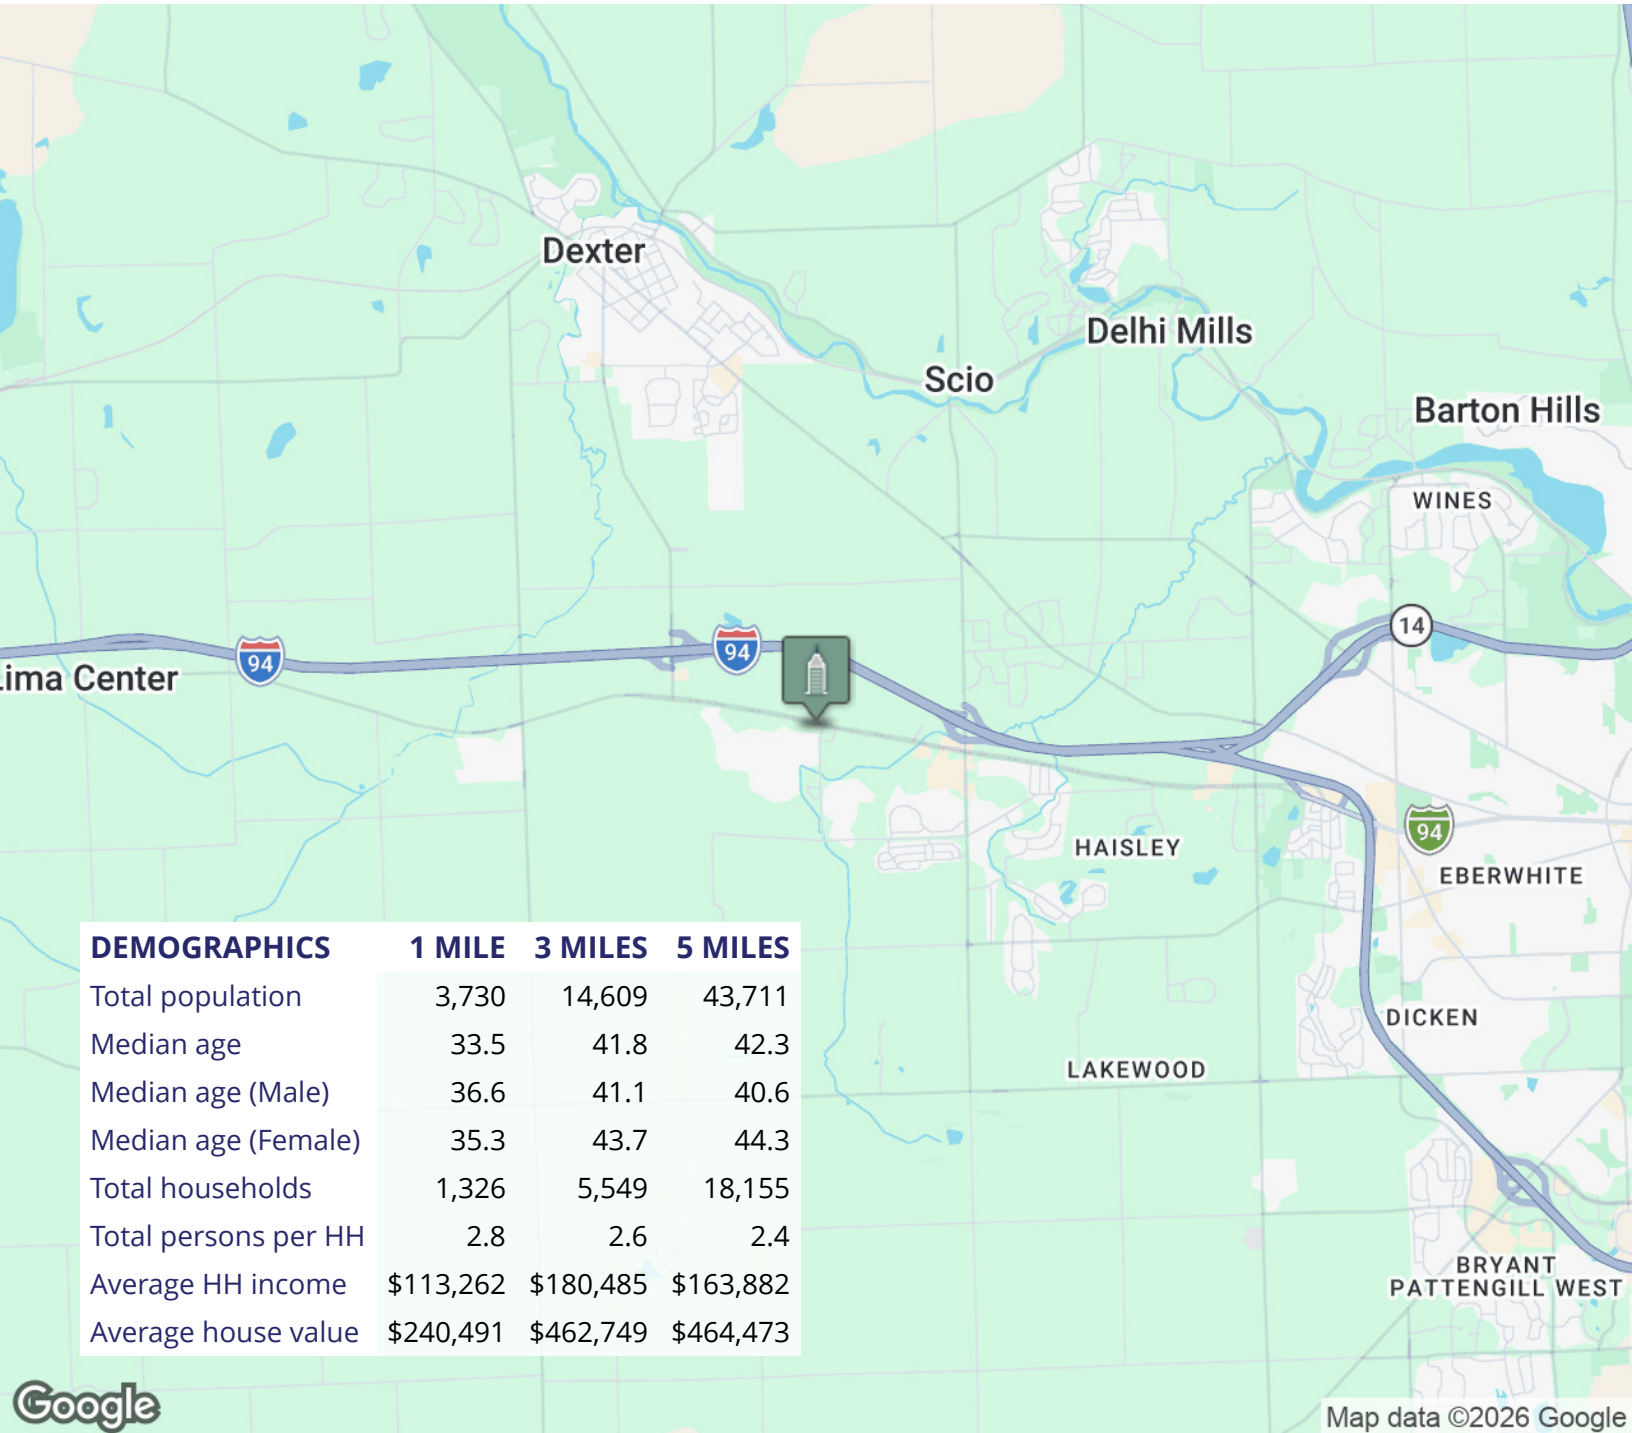 Dexter
Delhi Mills
Scio
Barton Hills
WINES
14
94
94
Lima Center
94
HAISLEY
EBERWHITE
DICKEN
LAKEWOOD
BRYANT
PATTENGILL WEST
DEMOGRAPHICS 1 MILE 3 MILES 5 MILES
Total population 3,730 14,609 43,711
Median age 33.5 41.8 42.3
Median age (Male) 36.6 41.1 40.6
Median age (Female) 35.3 43.7 44.3
Total households 1,326 5,549 18,155
Total persons per HH 2.8 2.6 2.4
Average HH income $113,262 $180,485 $163,882
Average house value $240,491 $462,749 $464,473
Google
Map data ©2026 Google